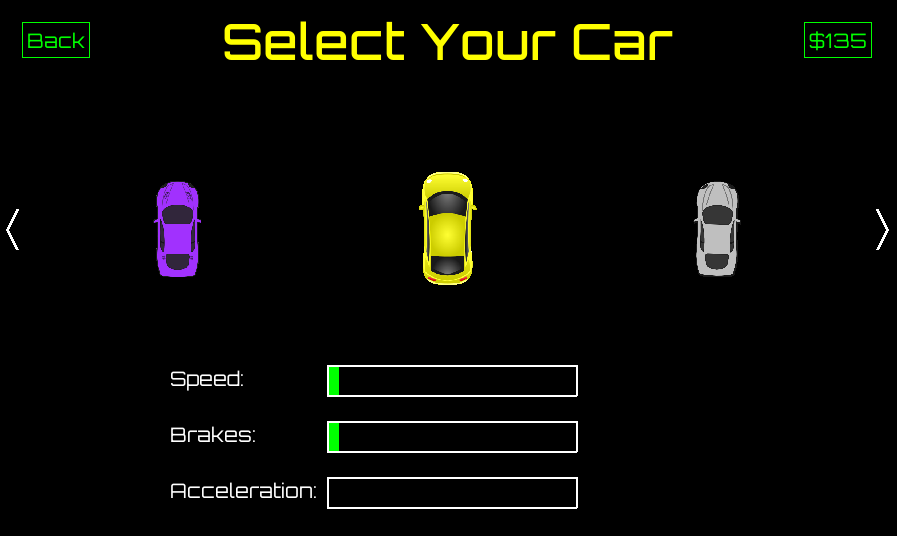 Back
Select Your Car
$135
Speed:
Brakes:
Acceleration: